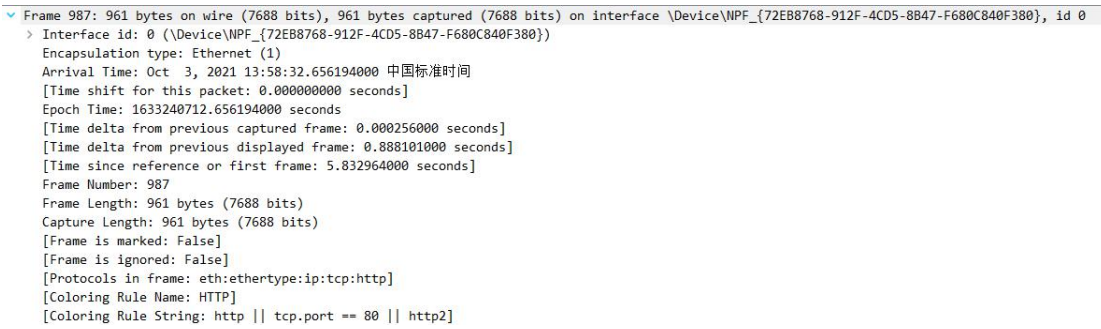 Frame 987: 961 bytes on wire (7688 bits), 961 bytes captured (7688 bits) on interface \Device\NPF_{72EB8768-912F-4CD5-8B47-F680C840F380}, id 0
Interface id: 0 (\Device\NPF_{72EB8768-912F-4CD5-8B47-F680C840F380})
Encapsulation type: Ethernet (1)
Arrival Time: Oct  3, 2021 13:58:32.656194000 中国标准时间
[Time shift for this packet: 0.000000000 seconds]
Epoch Time: 1633240712.656194000 seconds
[Time delta from previous captured frame: 0.000256000 seconds]
[Time delta from previous displayed frame: 0.888101000 seconds]
[Time since reference or first frame: 5.832964000 seconds]
Frame Number: 987
Frame Length: 961 bytes (7688 bits)
Capture Length: 961 bytes (7688 bits)
[Frame is marked: False]
[Frame is ignored: False]
[Protocols in frame: eth:ethertype:ip:tcp:http]
[Coloring Rule Name: HTTP]
[Coloring Rule String: http || tcp.port == 80 || http2]